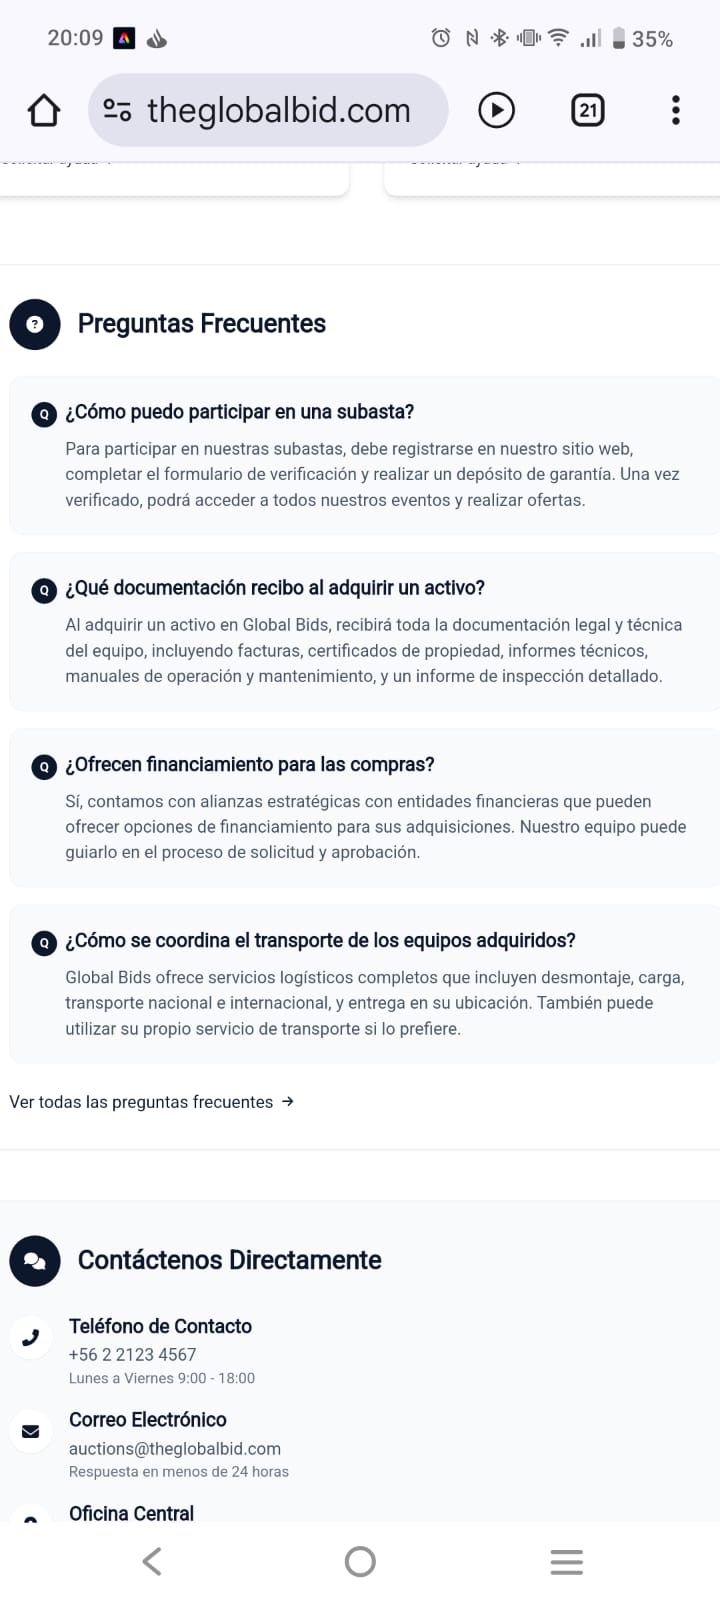 20:09
35%
theglobalbid.com
21
Preguntas Frecuentes
¿Cómo puedo participar en una subasta?
Para participar en nuestras subastas, debe registrarse en nuestro sitio web,
completar el formulario de verificación y realizar un depósito de garantía. Una vez
verificado, podrá acceder a todos nuestros eventos y realizar ofertas.
¿Qué documentación recibo al adquirir un activo?
Al adquirir un activo en Global Bids, recibirá toda la documentación legal y técnica
del equipo, incluyendo facturas, certificados de propiedad, informes técnicos,
manuales de operación y mantenimiento, y un informe de inspección detallado.
¿Ofrecen financiamiento para las compras?
Sí, contamos con alianzas estratégicas con entidades financieras que pueden
ofrecer opciones de financiamiento para sus adquisiciones. Nuestro equipo puede
guiarlo en el proceso de solicitud y aprobación.
¿Cómo se coordina el transporte de los equipos adquiridos?
Global Bids ofrece servicios logísticos completos que incluyen desmontaje, carga,
transporte nacional e internacional, y entrega en su ubicación. También puede
utilizar su propio servicio de transporte si lo prefiere.
Ver todas las preguntas frecuentes →
Contáctenos Directamente
Teléfono de Contacto
+56 2 2123 4567
Lunes a Viernes 9:00 - 18:00
Correo Electrónico
auctions@theglobalbid.com
Respuesta en menos de 24 horas
Oficina Central